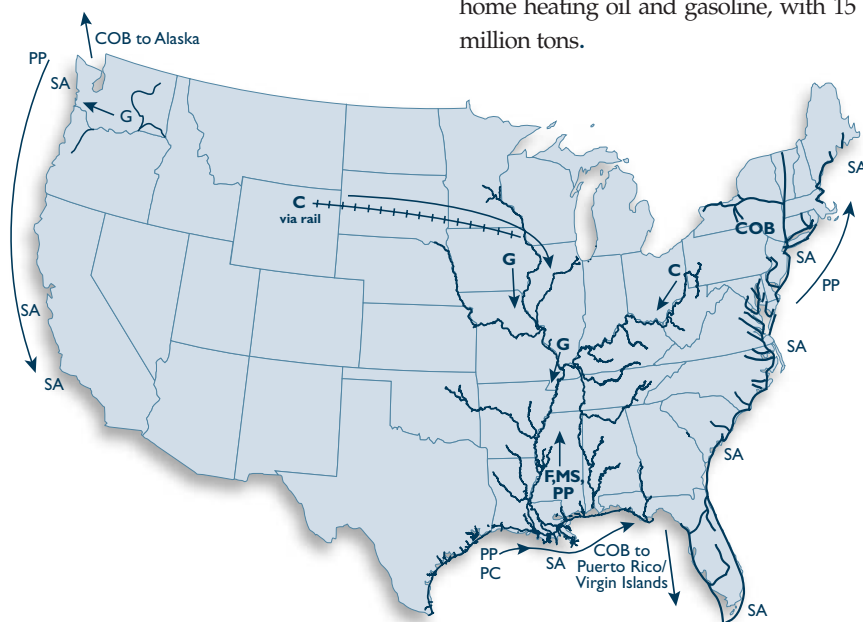 home heating oil and gasoline, with 15
million tons.
COB to Alaska
PP
SA
G
C
via rail
G
C
COB
SA
SA
PP
SA
SA
SA
G
SA
F,MS,
PP
PP
PC
SA
COB to
Puerto Rico/
Virgin Islands
SA